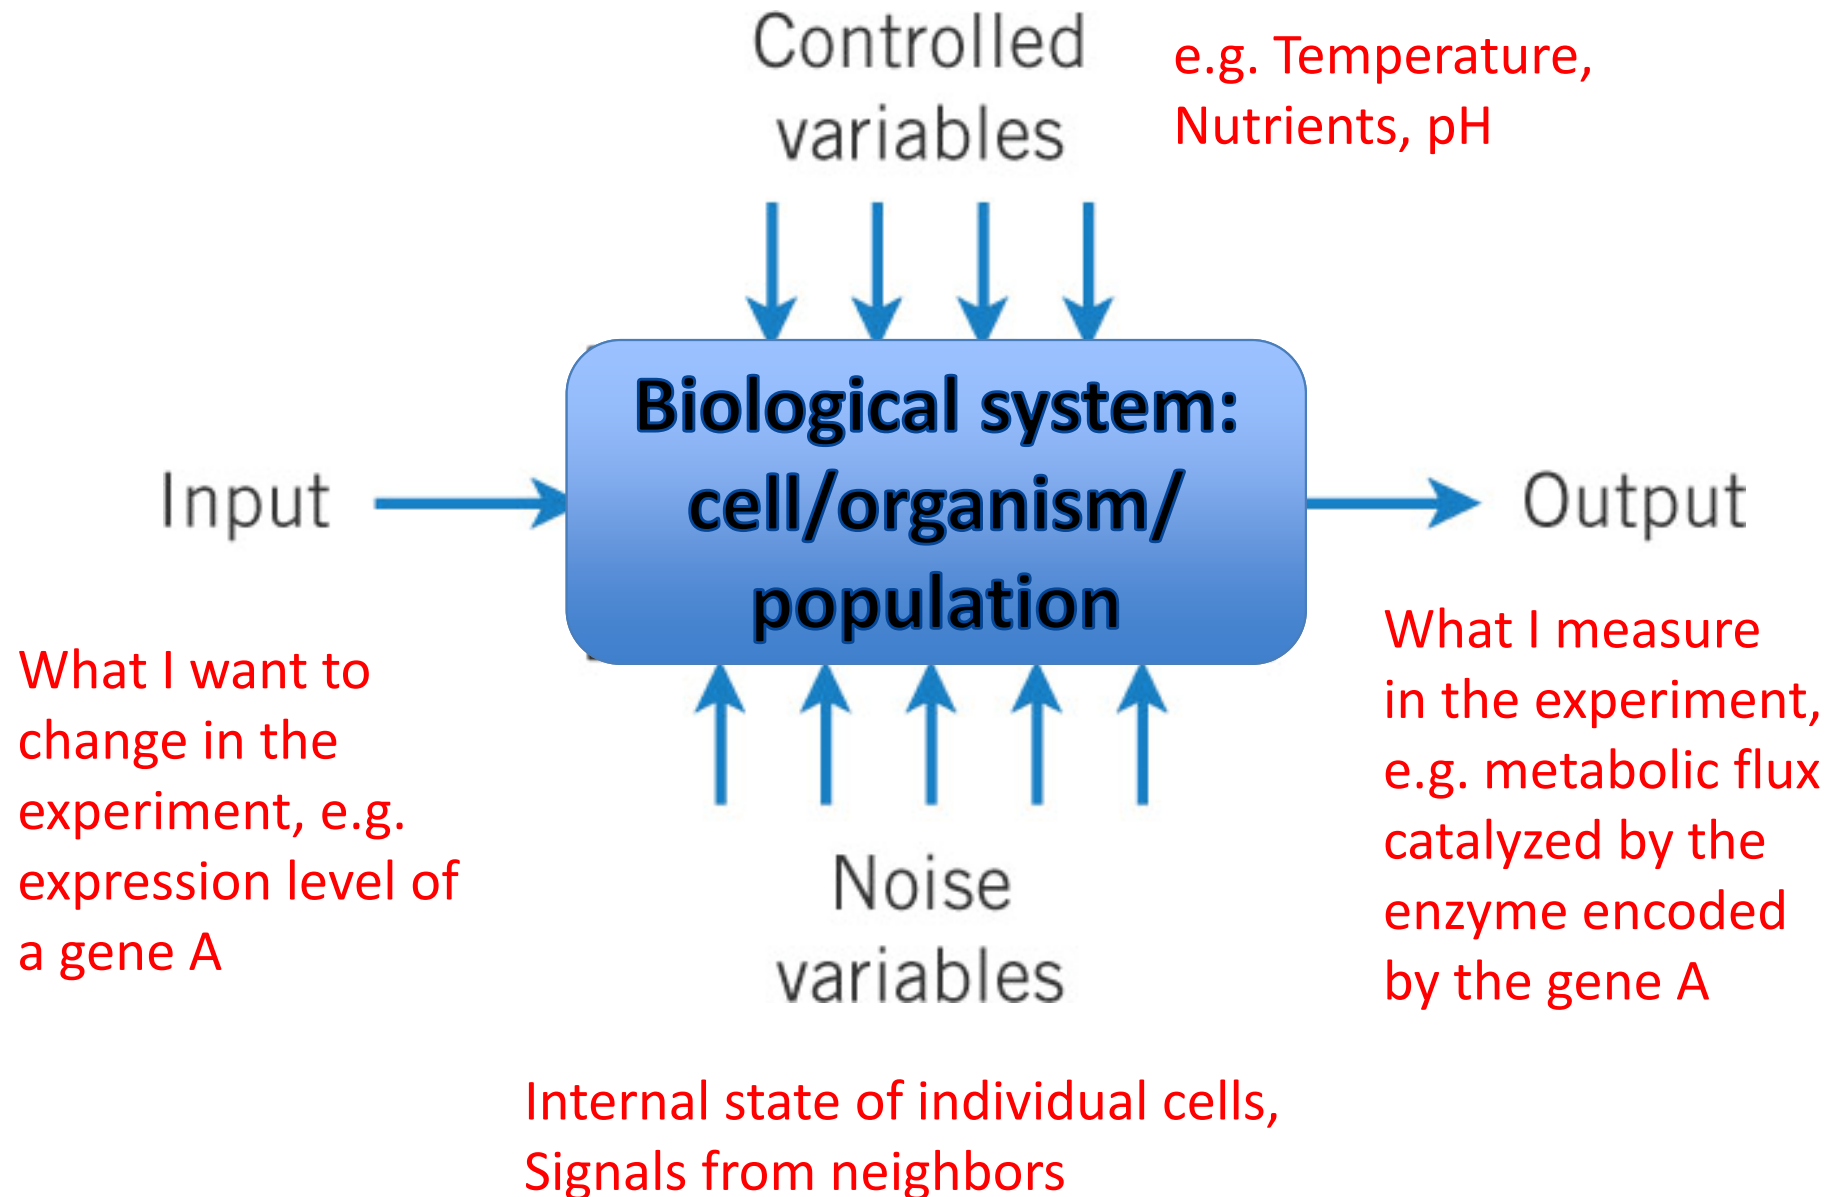 Controlled
variables
e.g. Temperature,
Nutrients, pH
Biological system:
cell/organism/
population
Input
Output
What I want to
change in the
experiment, e.g.
expression level of
a gene A
What I measure
in the experiment,
e.g. metabolic flux
catalyzed by the
enzyme encoded
by the gene A
Noise
variables
Internal state of individual cells,
Signals from neighbors